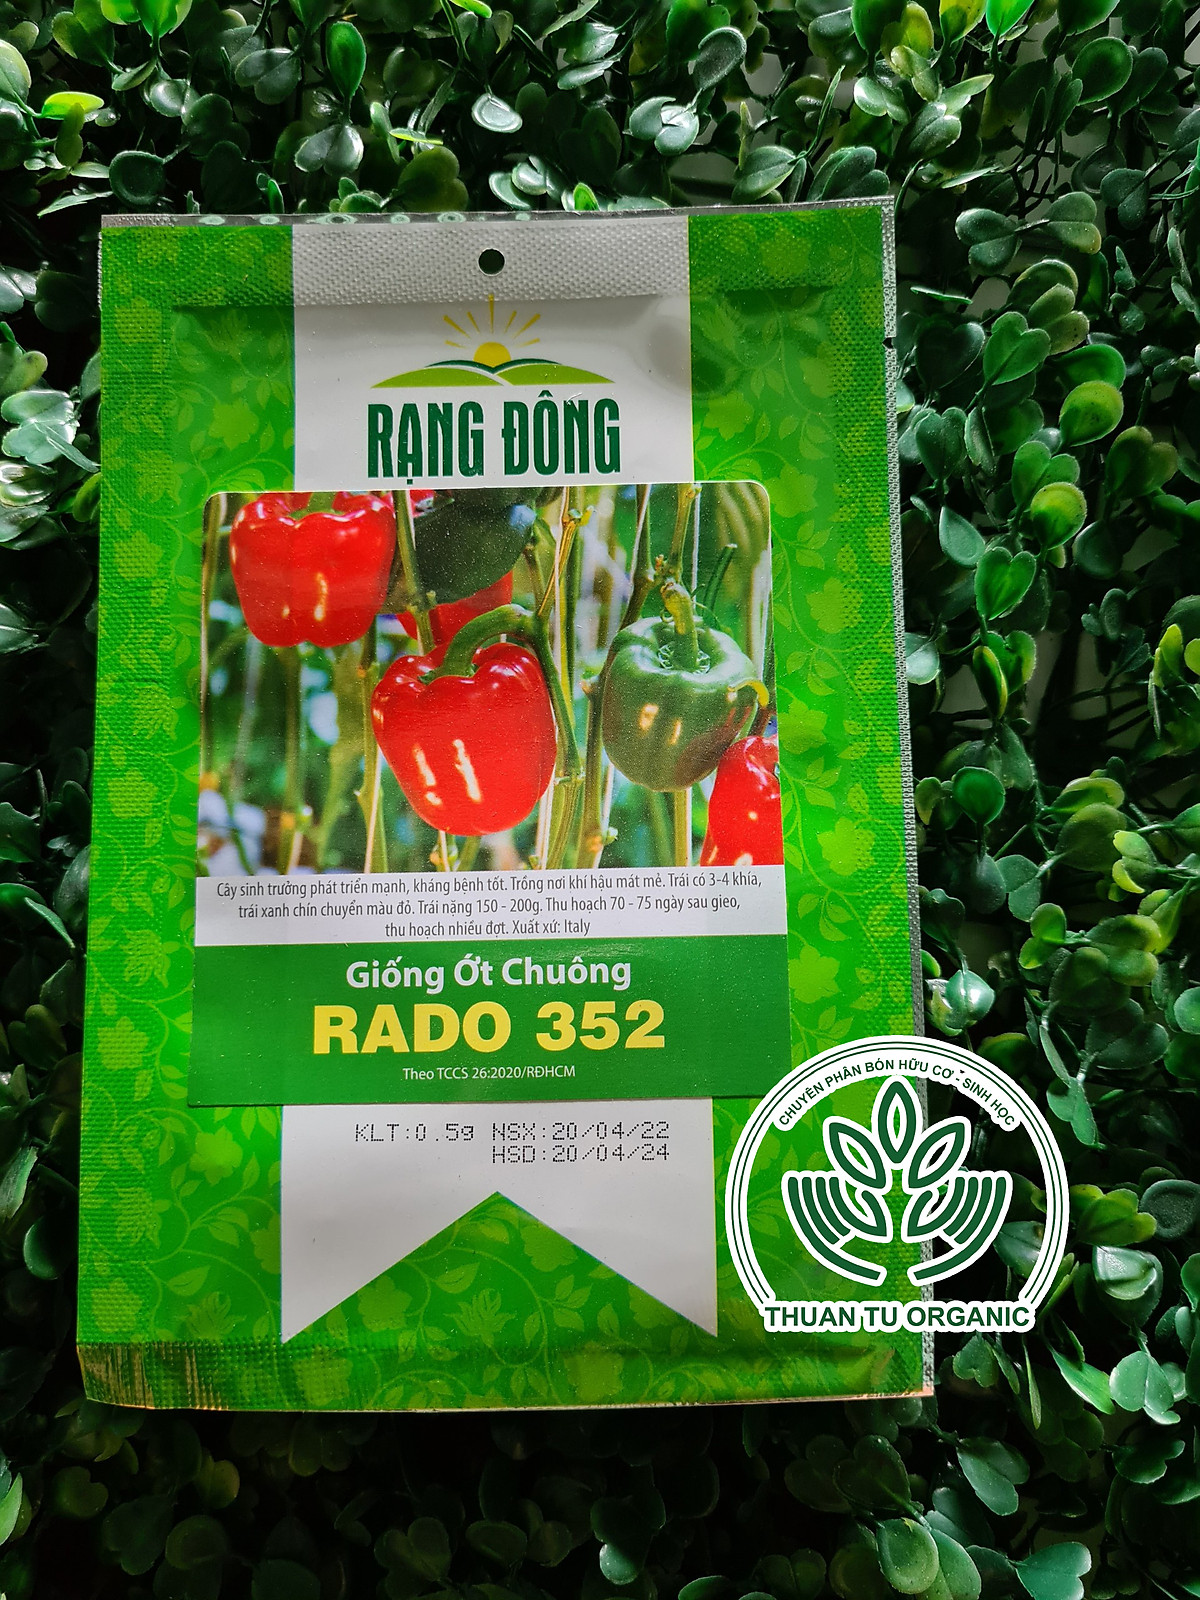 RẠNG ĐÔNG
Cây sinh trưởng phát triển mạnh, kháng bệnh tốt. Trồng nơi khí hậu mát mẻ. Trái có 3-4 khía,
trái xanh chín chuyển màu đỏ. Trái nặng 150 - 200g. Thu hoạch 70 - 75 ngày sau gieo,
thu hoạch nhiều đợt. Xuất xứ: Italy
Giống Ớt Chuông
RADO 352
Theo TCCS 26:2020/RĐHCM
KLT:0.5g NSX:20/04/22
HSD:20/04/24
CHUYÊN PHÂN BÓN HỮU CƠ - SINH HỌC
THUAN TU ORGANIC